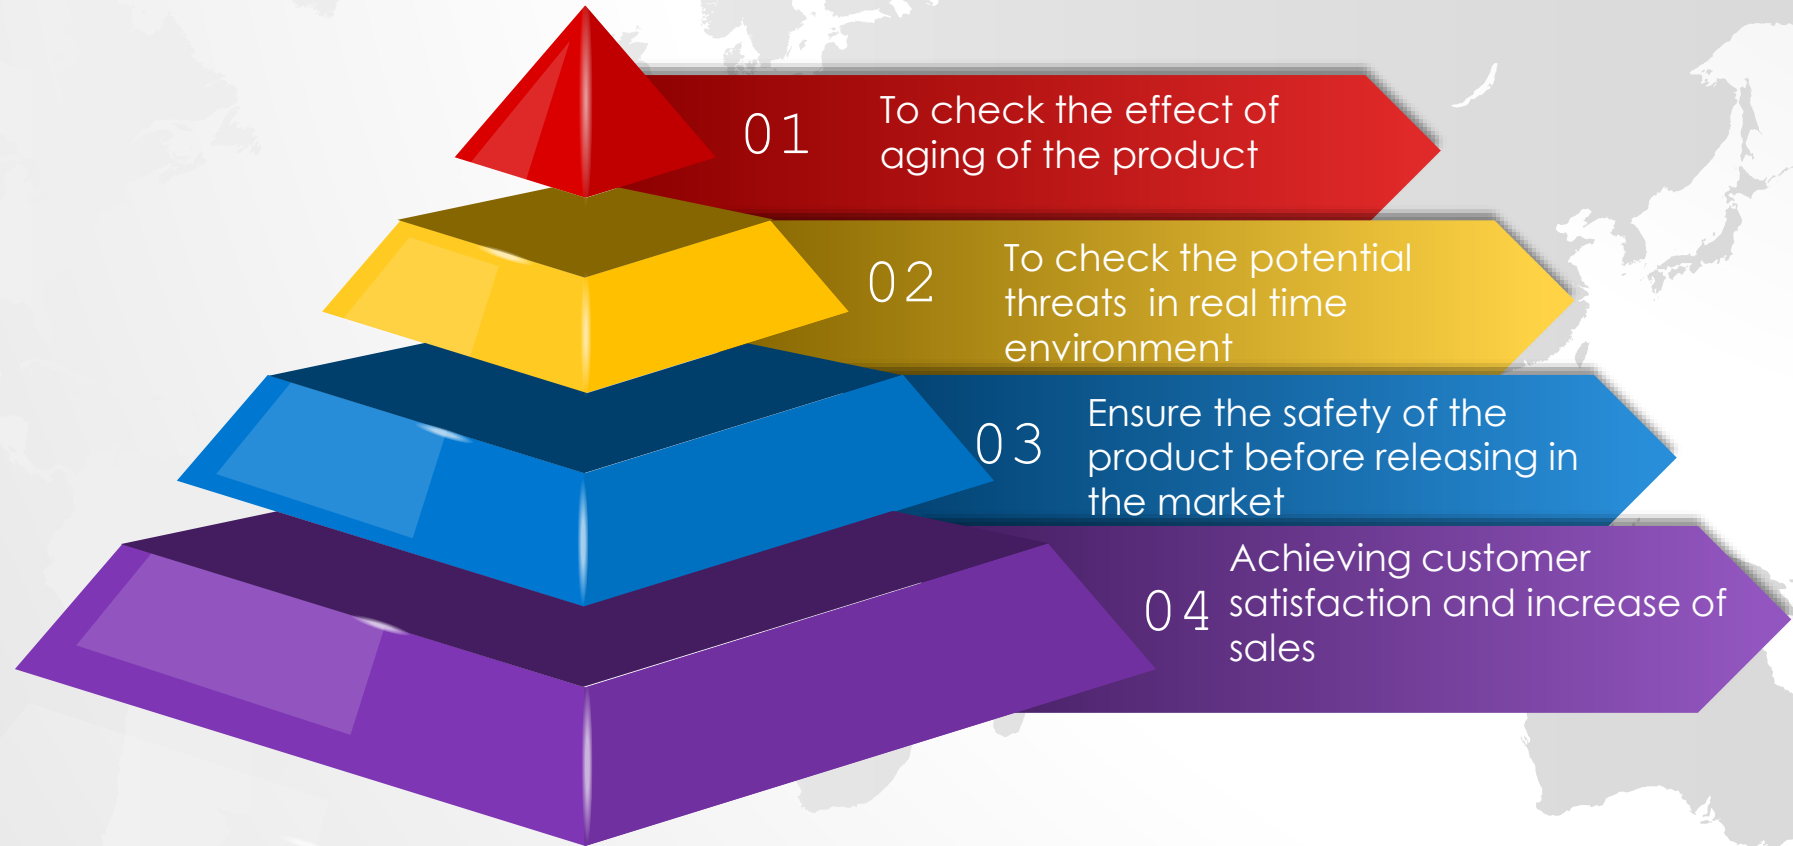 01
To check the effect of
aging of the product
02
To check the potential
threats  in real time
environment
03
Ensure the safety of the
product before releasing in
the market
04
Achieving customer
satisfaction and increase of
sales